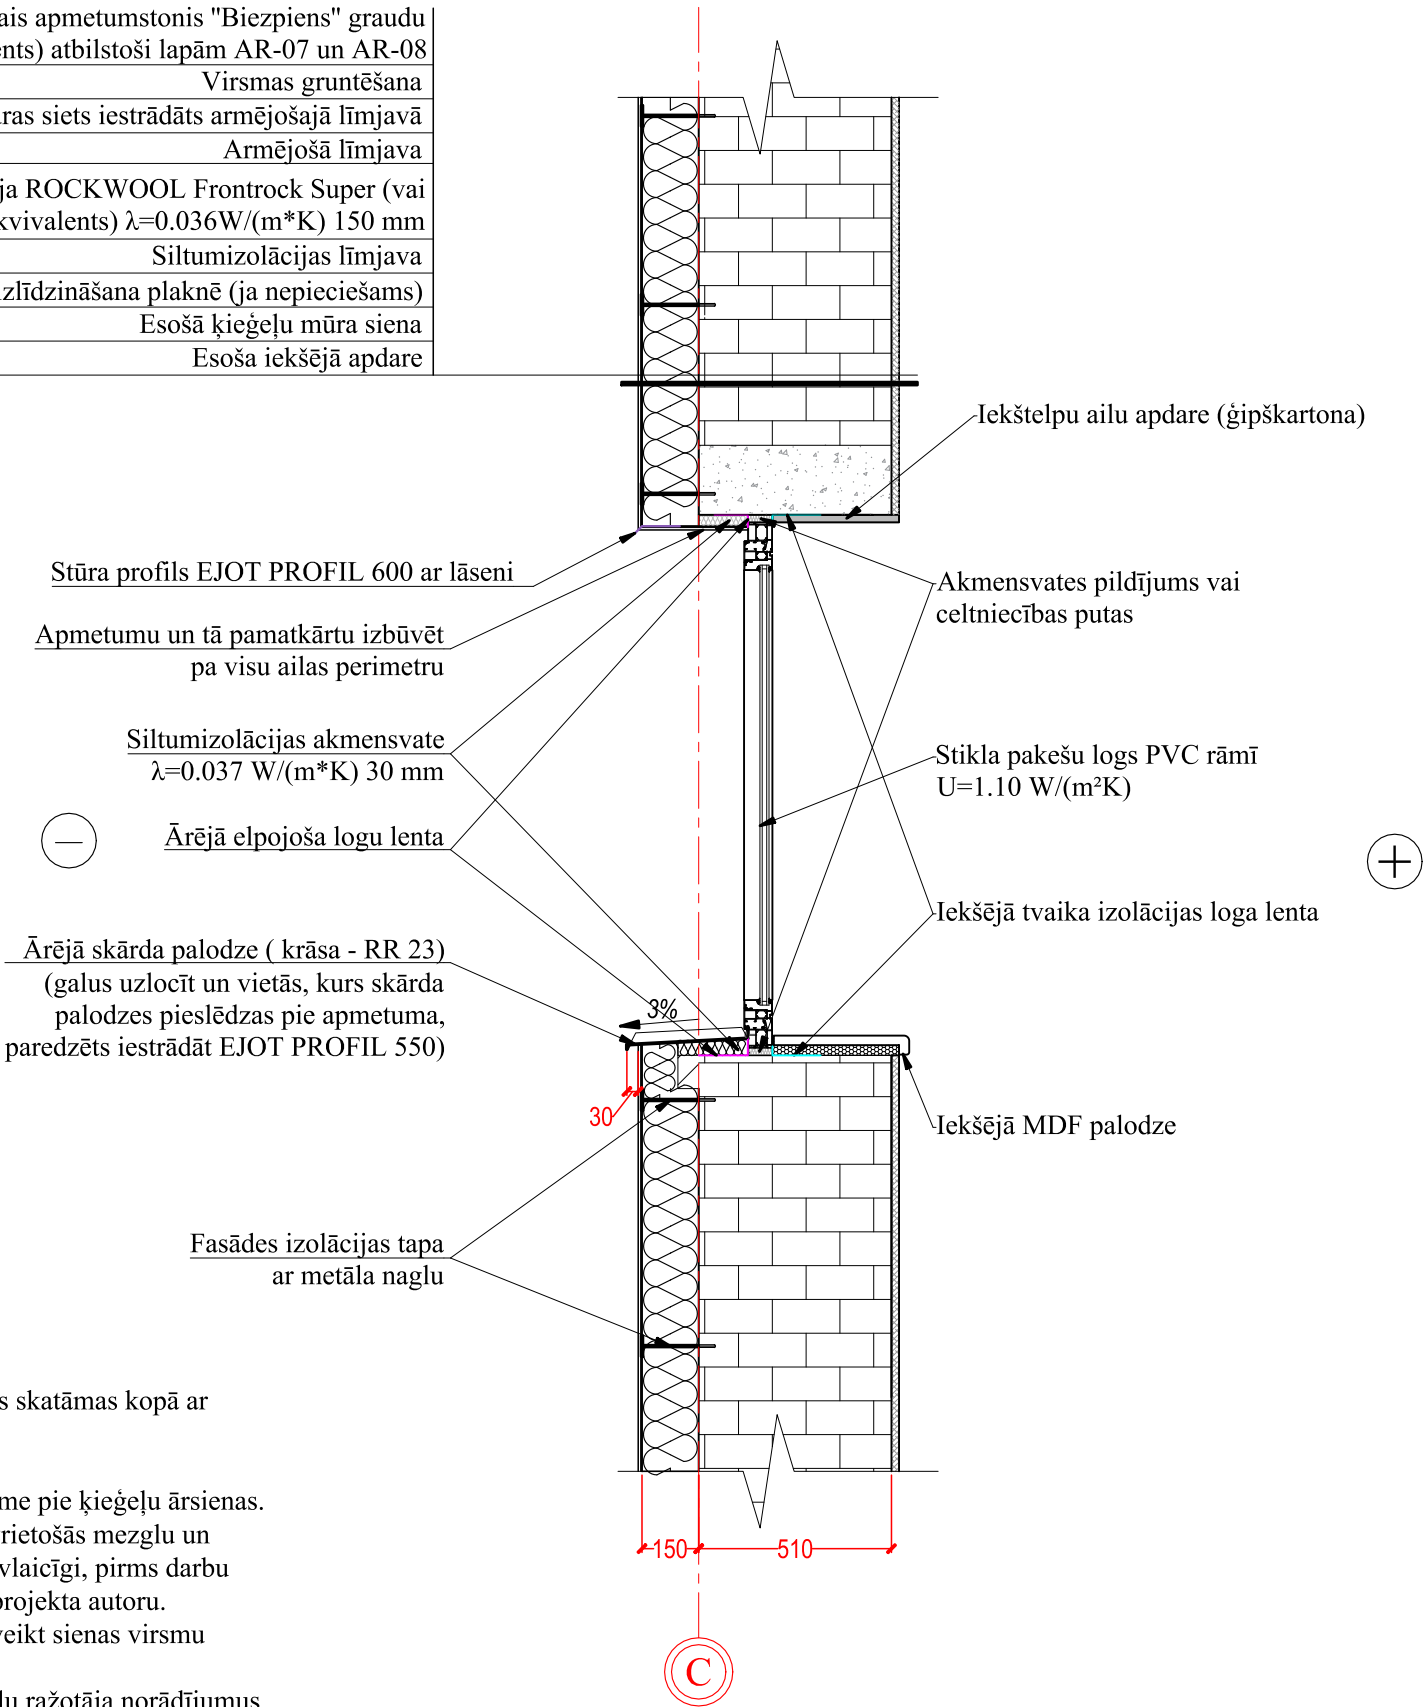 ais apmetumstonis "Biezpiens" graudu
ents) atbilstoši lapām AR-07 un AR-08
Virsmas gruntēšana
ras siets iestrādāts armējošajā līmjavā
Armējošā līmjava
ja ROCKWOOL Frontrock Super (vai
kvivalents) λ=0.036W/(m*K) 150 mm
Siltumizolācijas līmjava
izlīdzināšana plaknē (ja nepieciešams)
Esošā ķieģeļu mūra siena
Esoša iekšējā apdare
Iekštelpu ailu apdare (ģipškartona)
Stūra profils EJOT PROFIL 600 ar lāseni
Akmensvates pildījums vai
celtniecības putas
Apmetumu un tā pamatkārtu izbūvēt
pa visu ailas perimetru
Siltumizolācijas akmensvate
λ=0.037 W/(m*K) 30 mm
Stikla pakešu logs PVC rāmī
U=1.10 W/(m²K)
Ārējā elpojoša logu lenta
Iekšējā tvaika izolācijas loga lenta
Ārējā skārda palodze ( krāsa - RR 23)
(galus uzlocīt un vietās, kurs skārda
palodzes pieslēdzas pie apmetuma,
paredzēts iestrādāt EJOT PROFIL 550)
3%
30
Iekšējā MDF palodze
Fasādes izolācijas tapa
ar metāla naglu
s skatāmas kopā ar
me pie ķieģeļu ārsienas.
rietošās mezglu un
vlaicīgi, pirms darbu
projekta autoru.
veikt sienas virsmu
lu ražotāja norādījumus
150
510
C